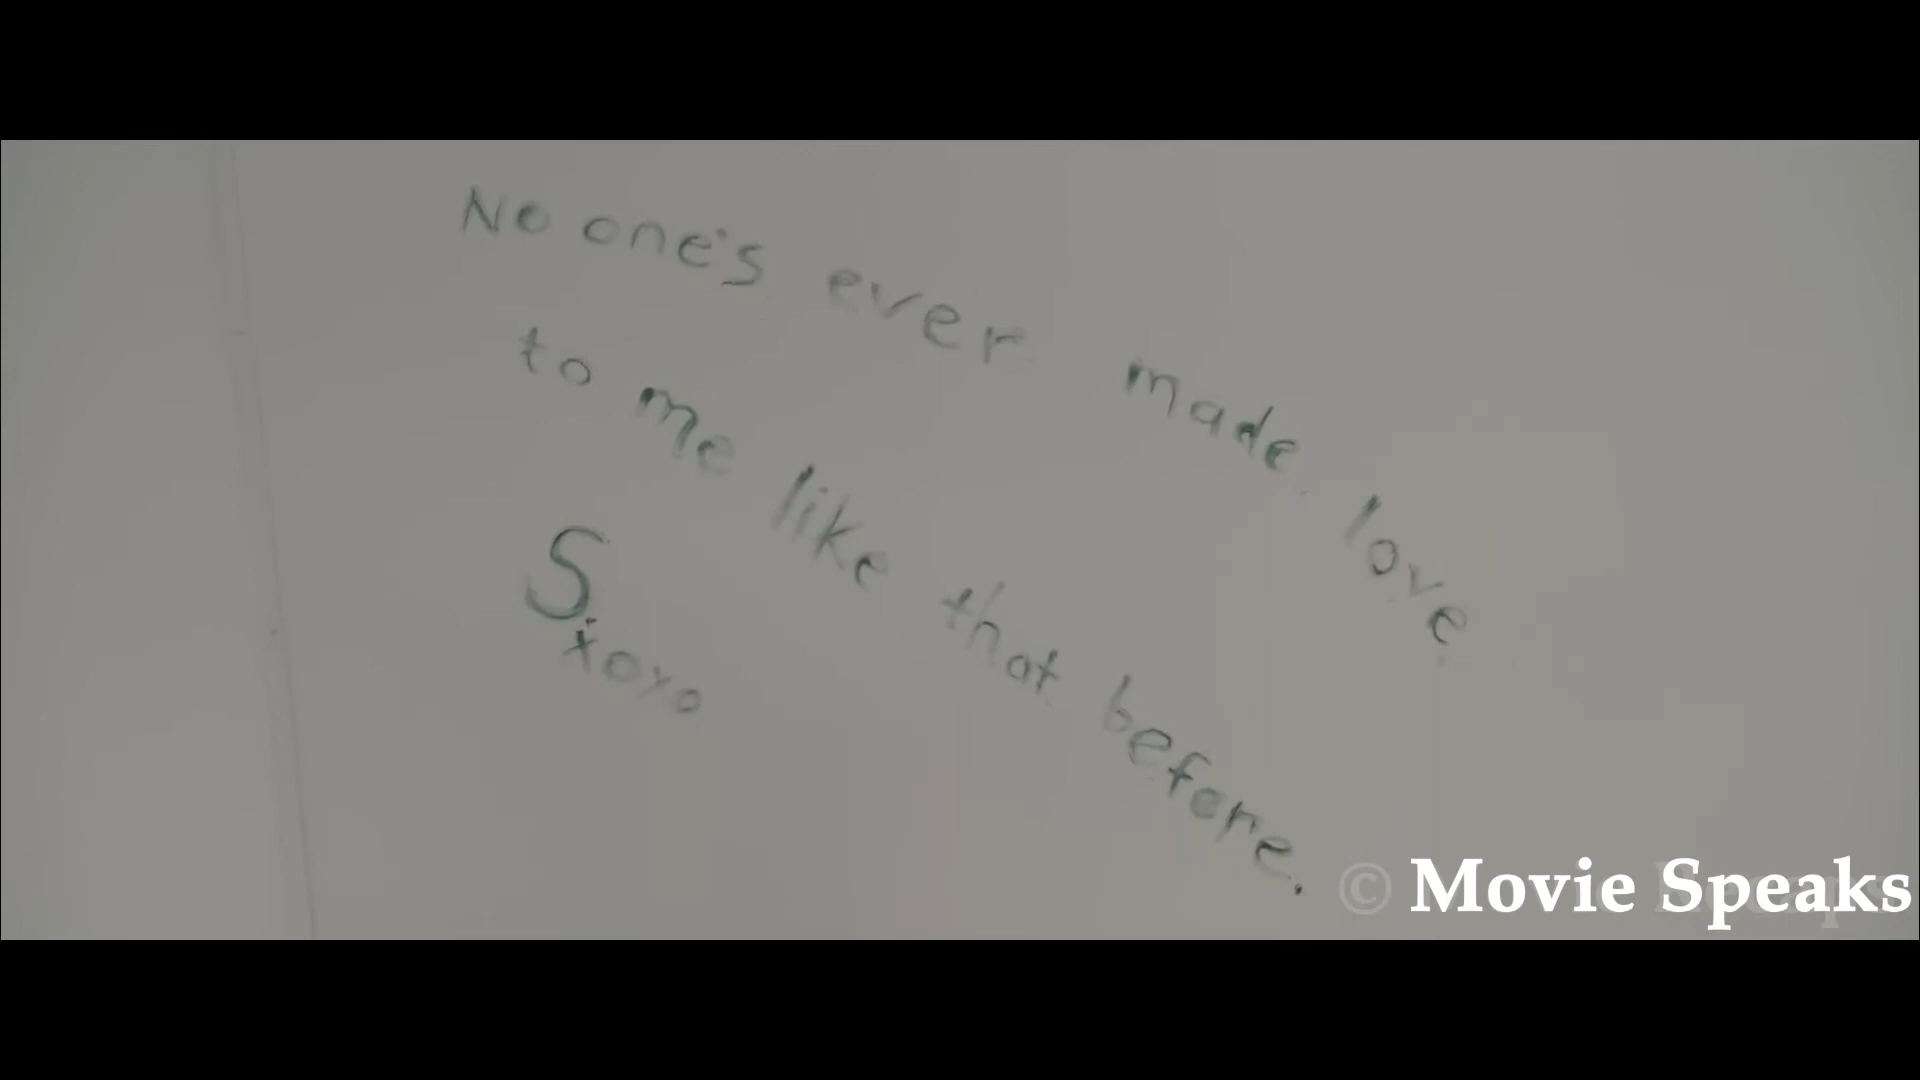 No one's ever made love
to me like that before.
S
xoxo
© Movie Speaks